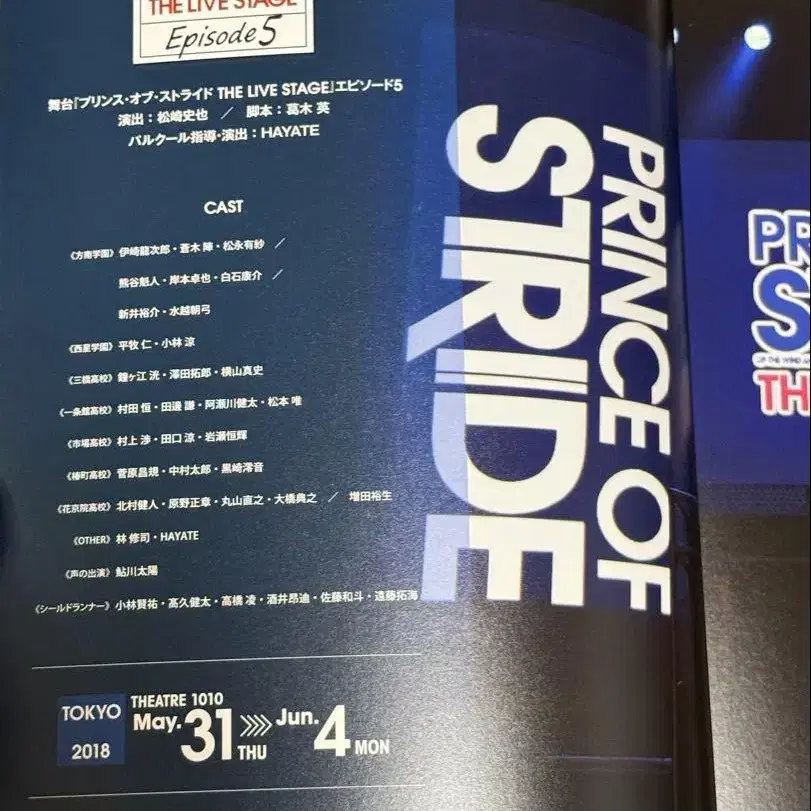 THE LIVE STAGE
Episode 5
舞台『プリンス・オブ・ストライド THE LIVE STAGE』エピソード5
演出：松崎史也 ／ 脚本：葛木 英
パルクール指導・演出：HAYATE
CAST
《方南学園》 伊崎龍次郎・蒼木 陣・松永有紗 ／
熊谷魁人・岸本卓也・白石康介 ／
新井裕介・水越朝弓
《西星学園》 平牧 仁・小林 涼
《三橋高校》 鐘ヶ江 洸・澤田拓郎・横山真史
《一条館高校》 村田 恒・田邉 謙・阿瀬川健太・松本 唯
《市場高校》 村上 渉・田口 涼・岩瀬恒輝
《椿町高校》 菅原昌規・中村太郎・黒崎澪音
《花京院高校》 北村健人・原野正章・丸山直之・大橋典之 ／ 増田裕生
《OTHER》 林 修司・HAYATE
《声の出演》 鮎川太陽
《シールドランナー》 小林賢祐・髙久健太・高橋 凌・酒井昂迪・佐藤和斗・遠藤拓海
TOKYO
2018
THEATRE 1010
May. 31 THU
Jun. 4 MON
PRINCE OF
STRIDE
PR
S
TH